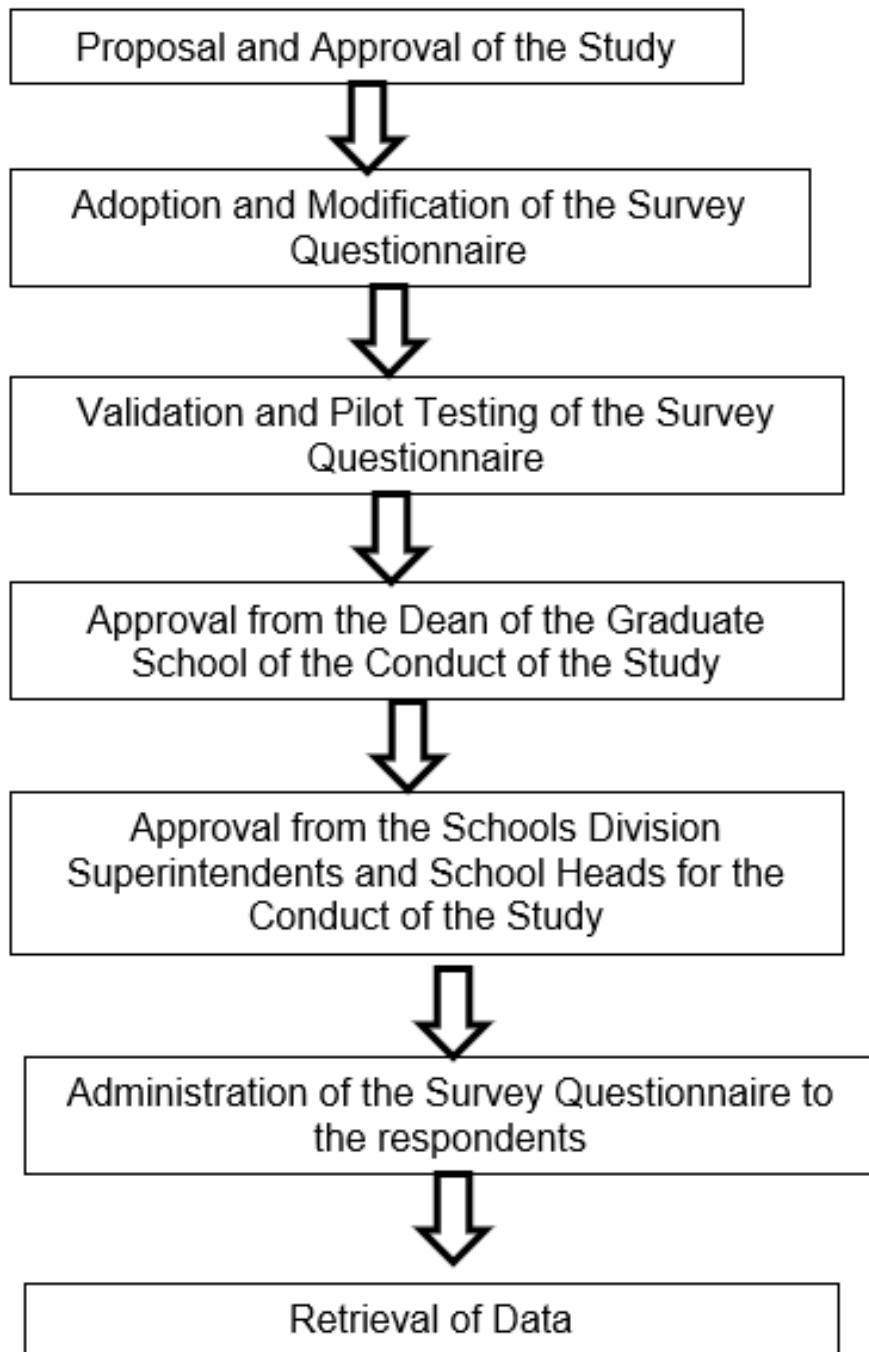 Proposal and Approval of the Study
Adoption and Modification of the Survey
Questionnaire
Validation and Pilot Testing of the Survey
Questionnaire
Approval from the Dean of the Graduate
School of the Conduct of the Study
Approval from the Schools Division
Superintendents and School Heads for the
Conduct of the Study
Administration of the Survey Questionnaire to
the respondents
Retrieval of Data